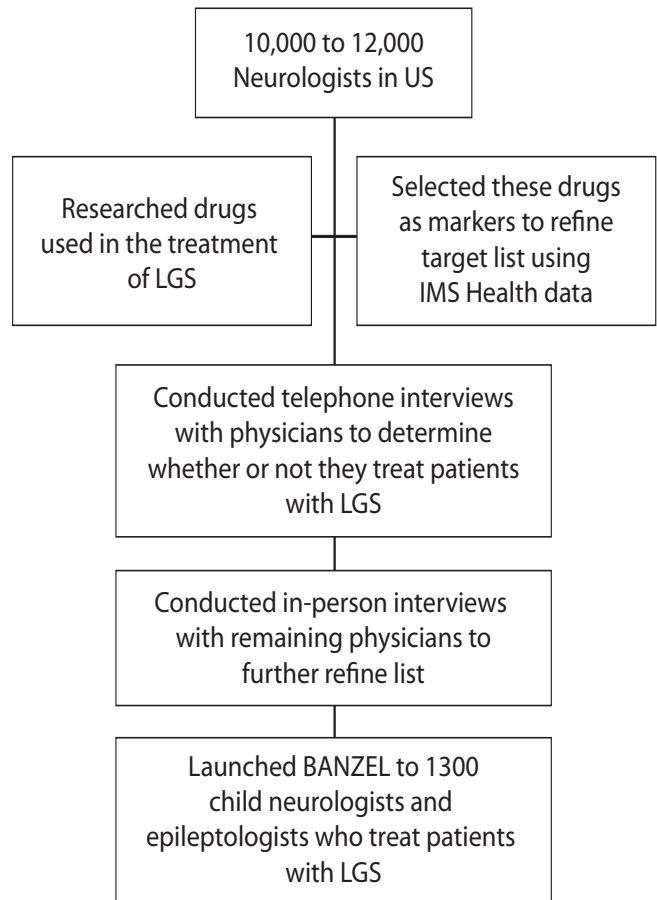 10,000 to 12,000
Neurologists in US
Researched drugs
used in the treatment
of LGS
Selected these drugs
as markers to refine
target list using
IMS Health data
Conducted telephone interviews
with physicians to determine
whether or not they treat patients
with LGS
Conducted in-person interviews
with remaining physicians to
further refine list
Launched BANZEL to 1300
child neurologists and
epileptologists who treat patients
with LGS